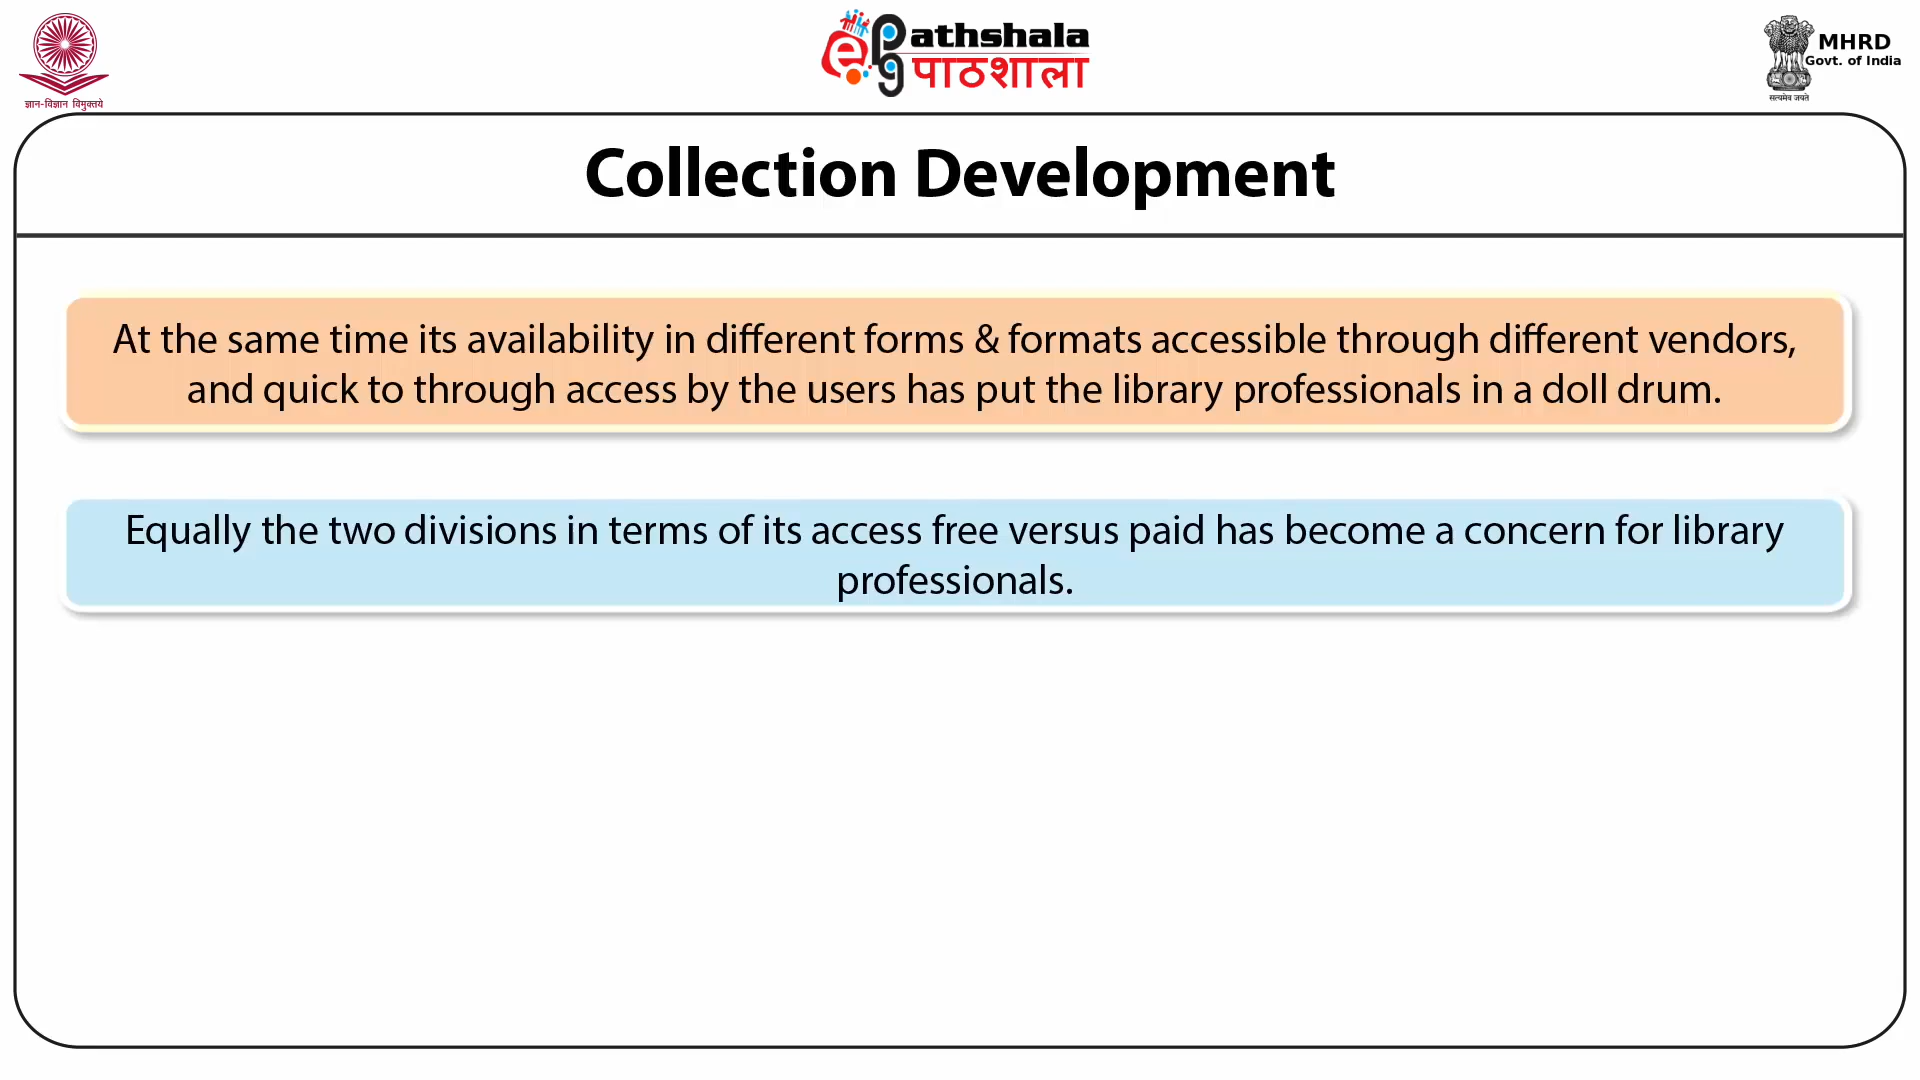 ज्ञान-विज्ञान विमुक्तये
ePG athshala
पाठशाला
MHRD
Govt. of India
सत्यमेव जयते
Collection Development
At the same time its availability in different forms & formats accessible through different vendors,
and quick to through access by the users has put the library professionals in a doll drum.
Equally the two divisions in terms of its access free versus paid has become a concern for library
professionals.